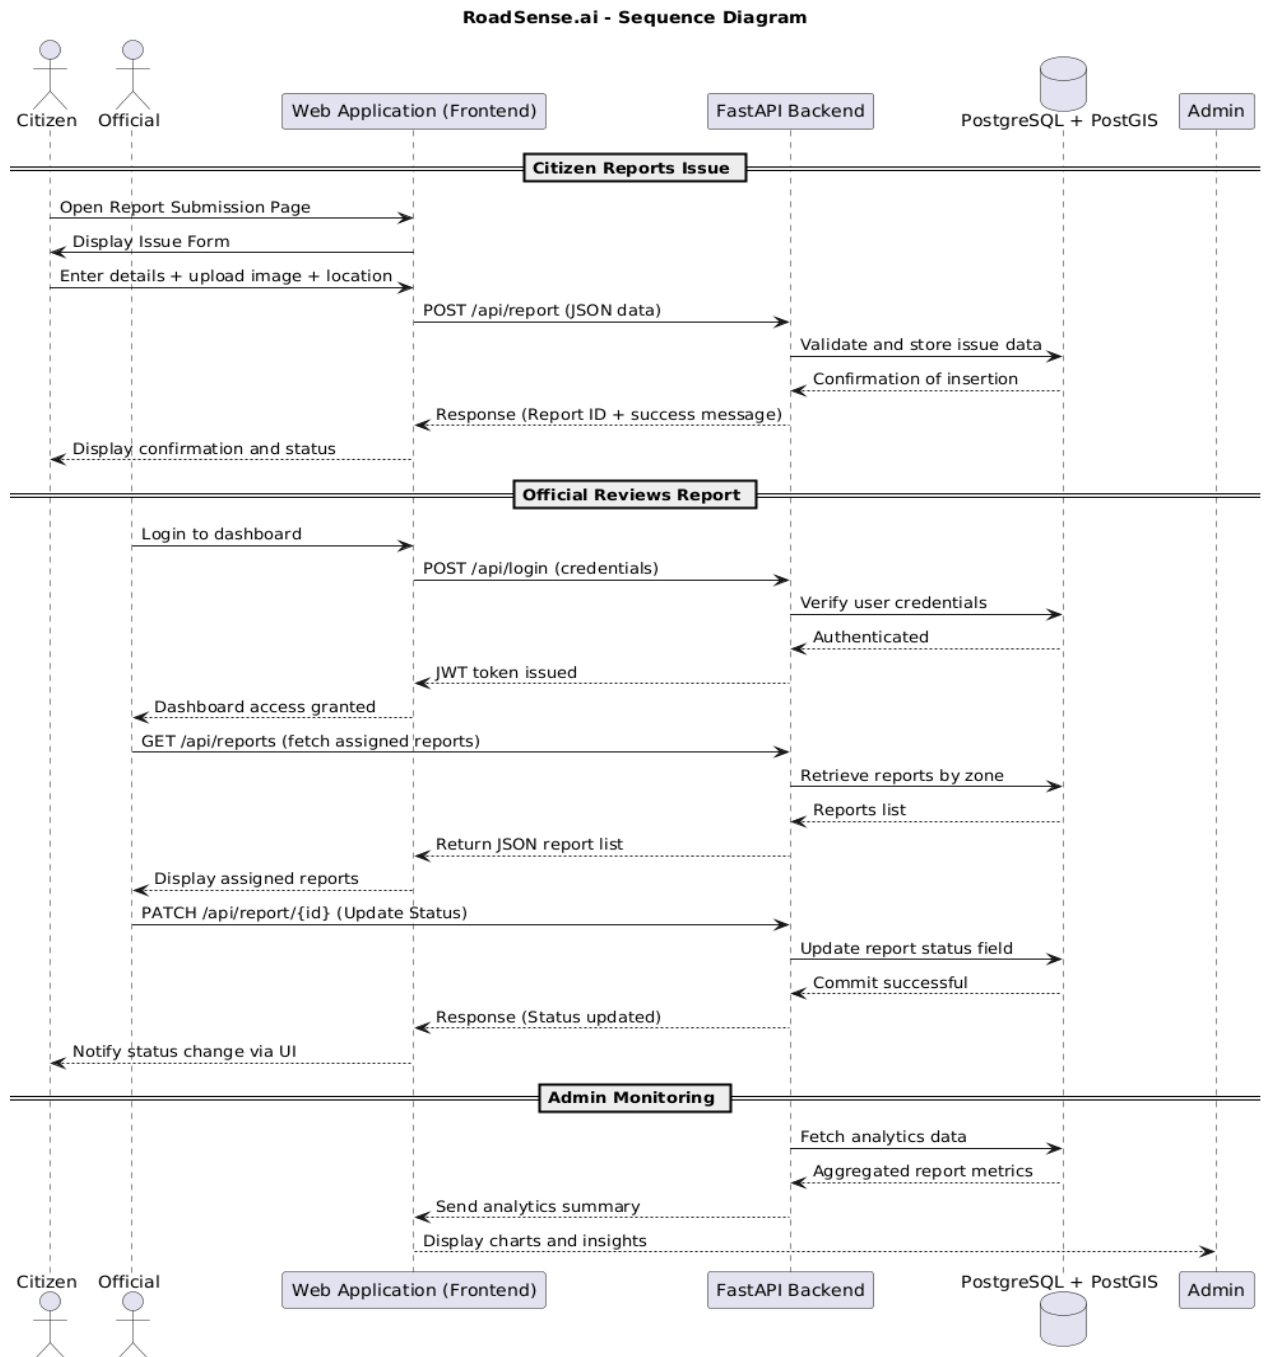 RoadSense.ai - Sequence Diagram
Citizen
Official
Web Application (Frontend)
FastAPI Backend
PostgreSQL + PostGIS
Admin
Citizen Reports Issue
Open Report Submission Page
Display Issue Form
Enter details + upload image + location
POST /api/report (JSON data)
Validate and store issue data
Confirmation of insertion
Response (Report ID + success message)
Display confirmation and status
Official Reviews Report
Login to dashboard
POST /api/login (credentials)
Verify user credentials
Authenticated
JWT token issued
Dashboard access granted
GET /api/reports (fetch assigned reports)
Retrieve reports by zone
Reports list
Return JSON report list
Display assigned reports
PATCH /api/report/{id} (Update Status)
Update report status field
Commit successful
Response (Status updated)
Notify status change via UI
Admin Monitoring
Fetch analytics data
Aggregated report metrics
Send analytics summary
Display charts and insights
Citizen
Official
Web Application (Frontend)
FastAPI Backend
PostgreSQL + PostGIS
Admin